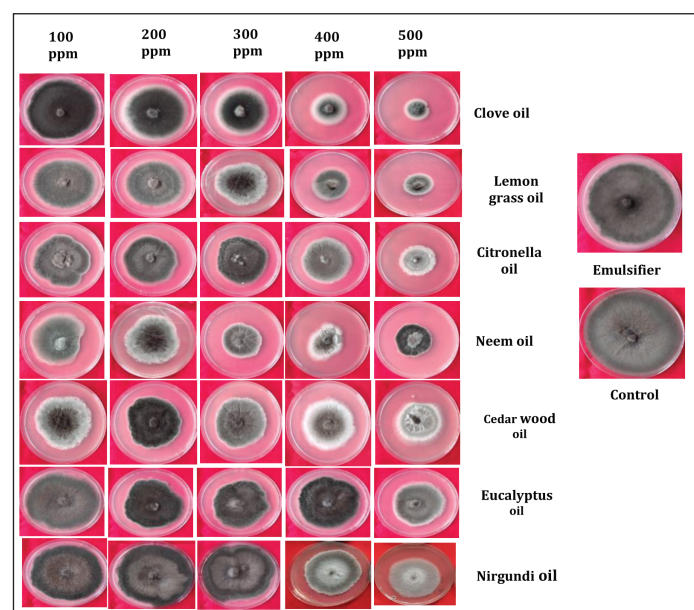 100 ppm
200 ppm
300 ppm
400 ppm
500 ppm
Clove oil
Lemon
grass oil
Citronella
oil
Neem oil
Cedar wood
oil
Eucalyptus
oil
Nirgundi oil
Emulsifier
Control